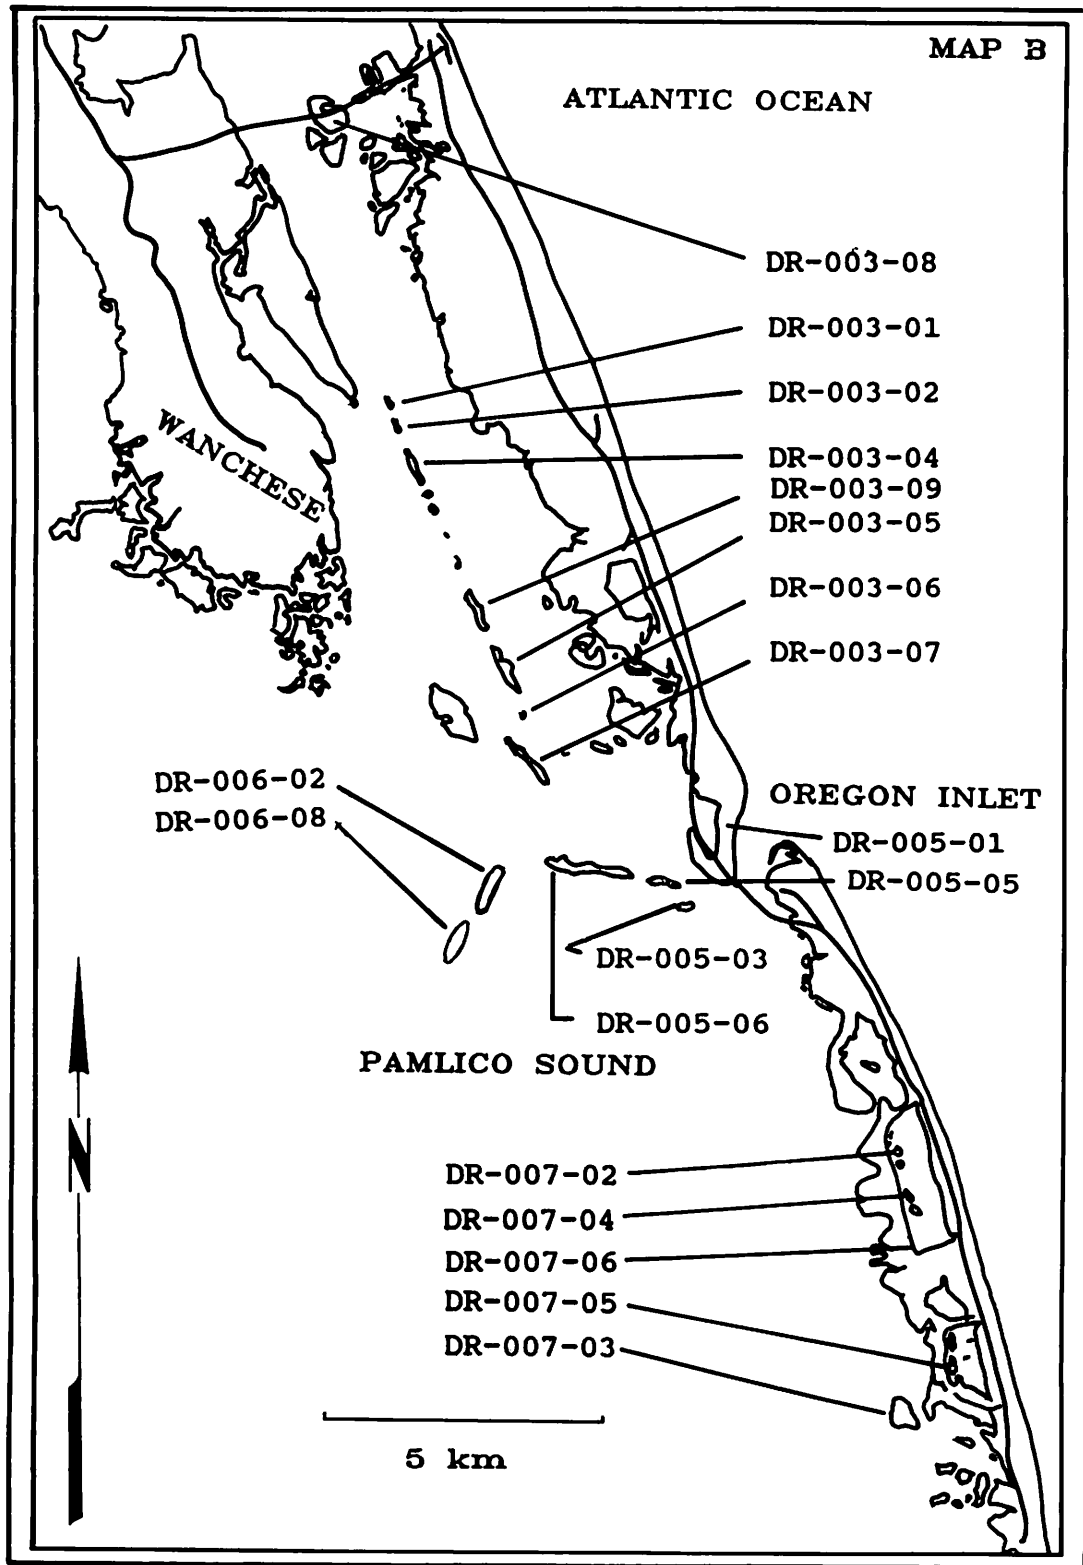 MAP B
ATLANTIC OCEAN
DR-003-08
DR-003-01
DR-003-02
DR-003-04
DR-003-09
DR-003-05
DR-003-06
DR-003-07
WANCHESE
DR-006-02
DR-006-08
OREGON INLET
DR-005-01
DR-005-05
DR-005-03
DR-005-06
PAMLICO SOUND
N
DR-007-02
DR-007-04
DR-007-06
DR-007-05
DR-007-03
5 km